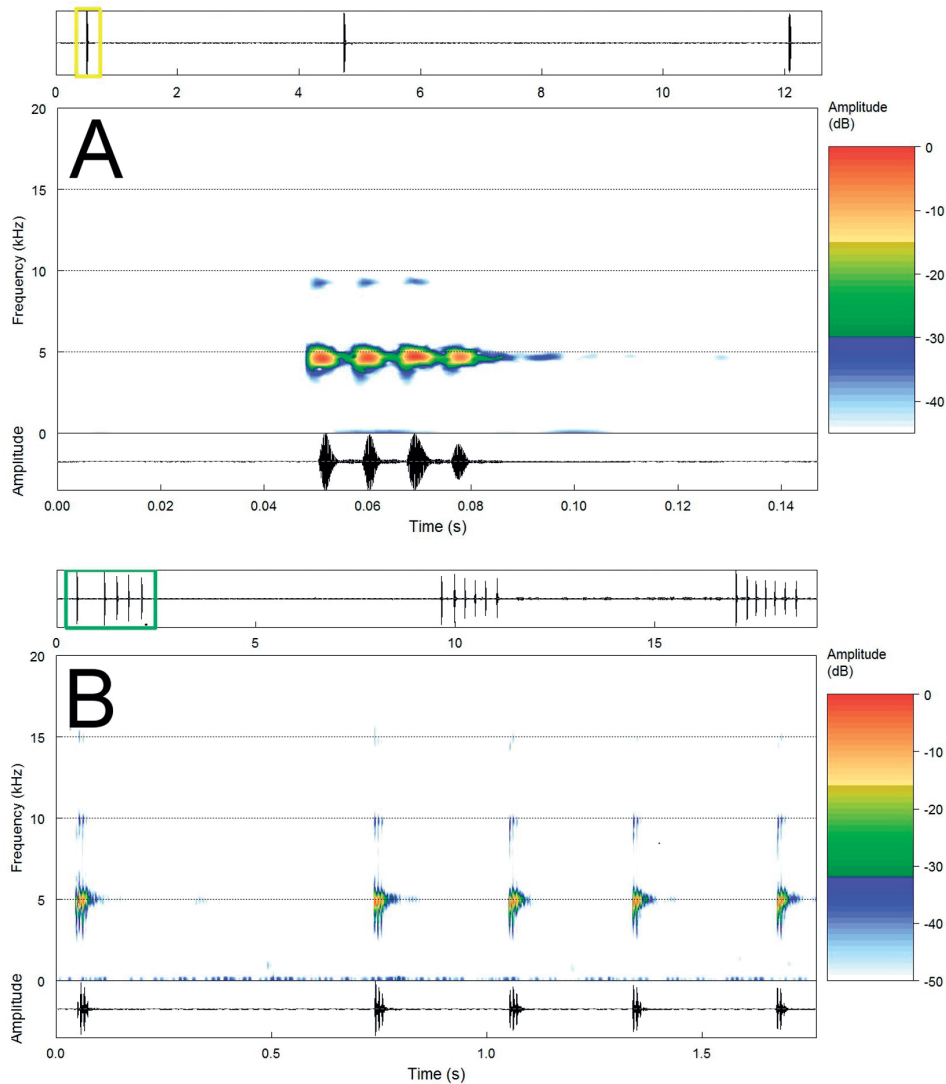 0 2 4 6 8 10 12
A
Amplitude
(dB)
20
15
10
5
0
Frequency (kHz)
Amplitude
0
-10
-20
-30
-40
0.00 0.02 0.04 0.06 0.08 0.10 0.12 0.14
Time (s)
0 5 10 15
B
Amplitude
(dB)
20
15
10
5
0
Frequency (kHz)
Amplitude
0
-10
-20
-30
-40
-50
0.0 0.5 1.0 1.5
Time (s)